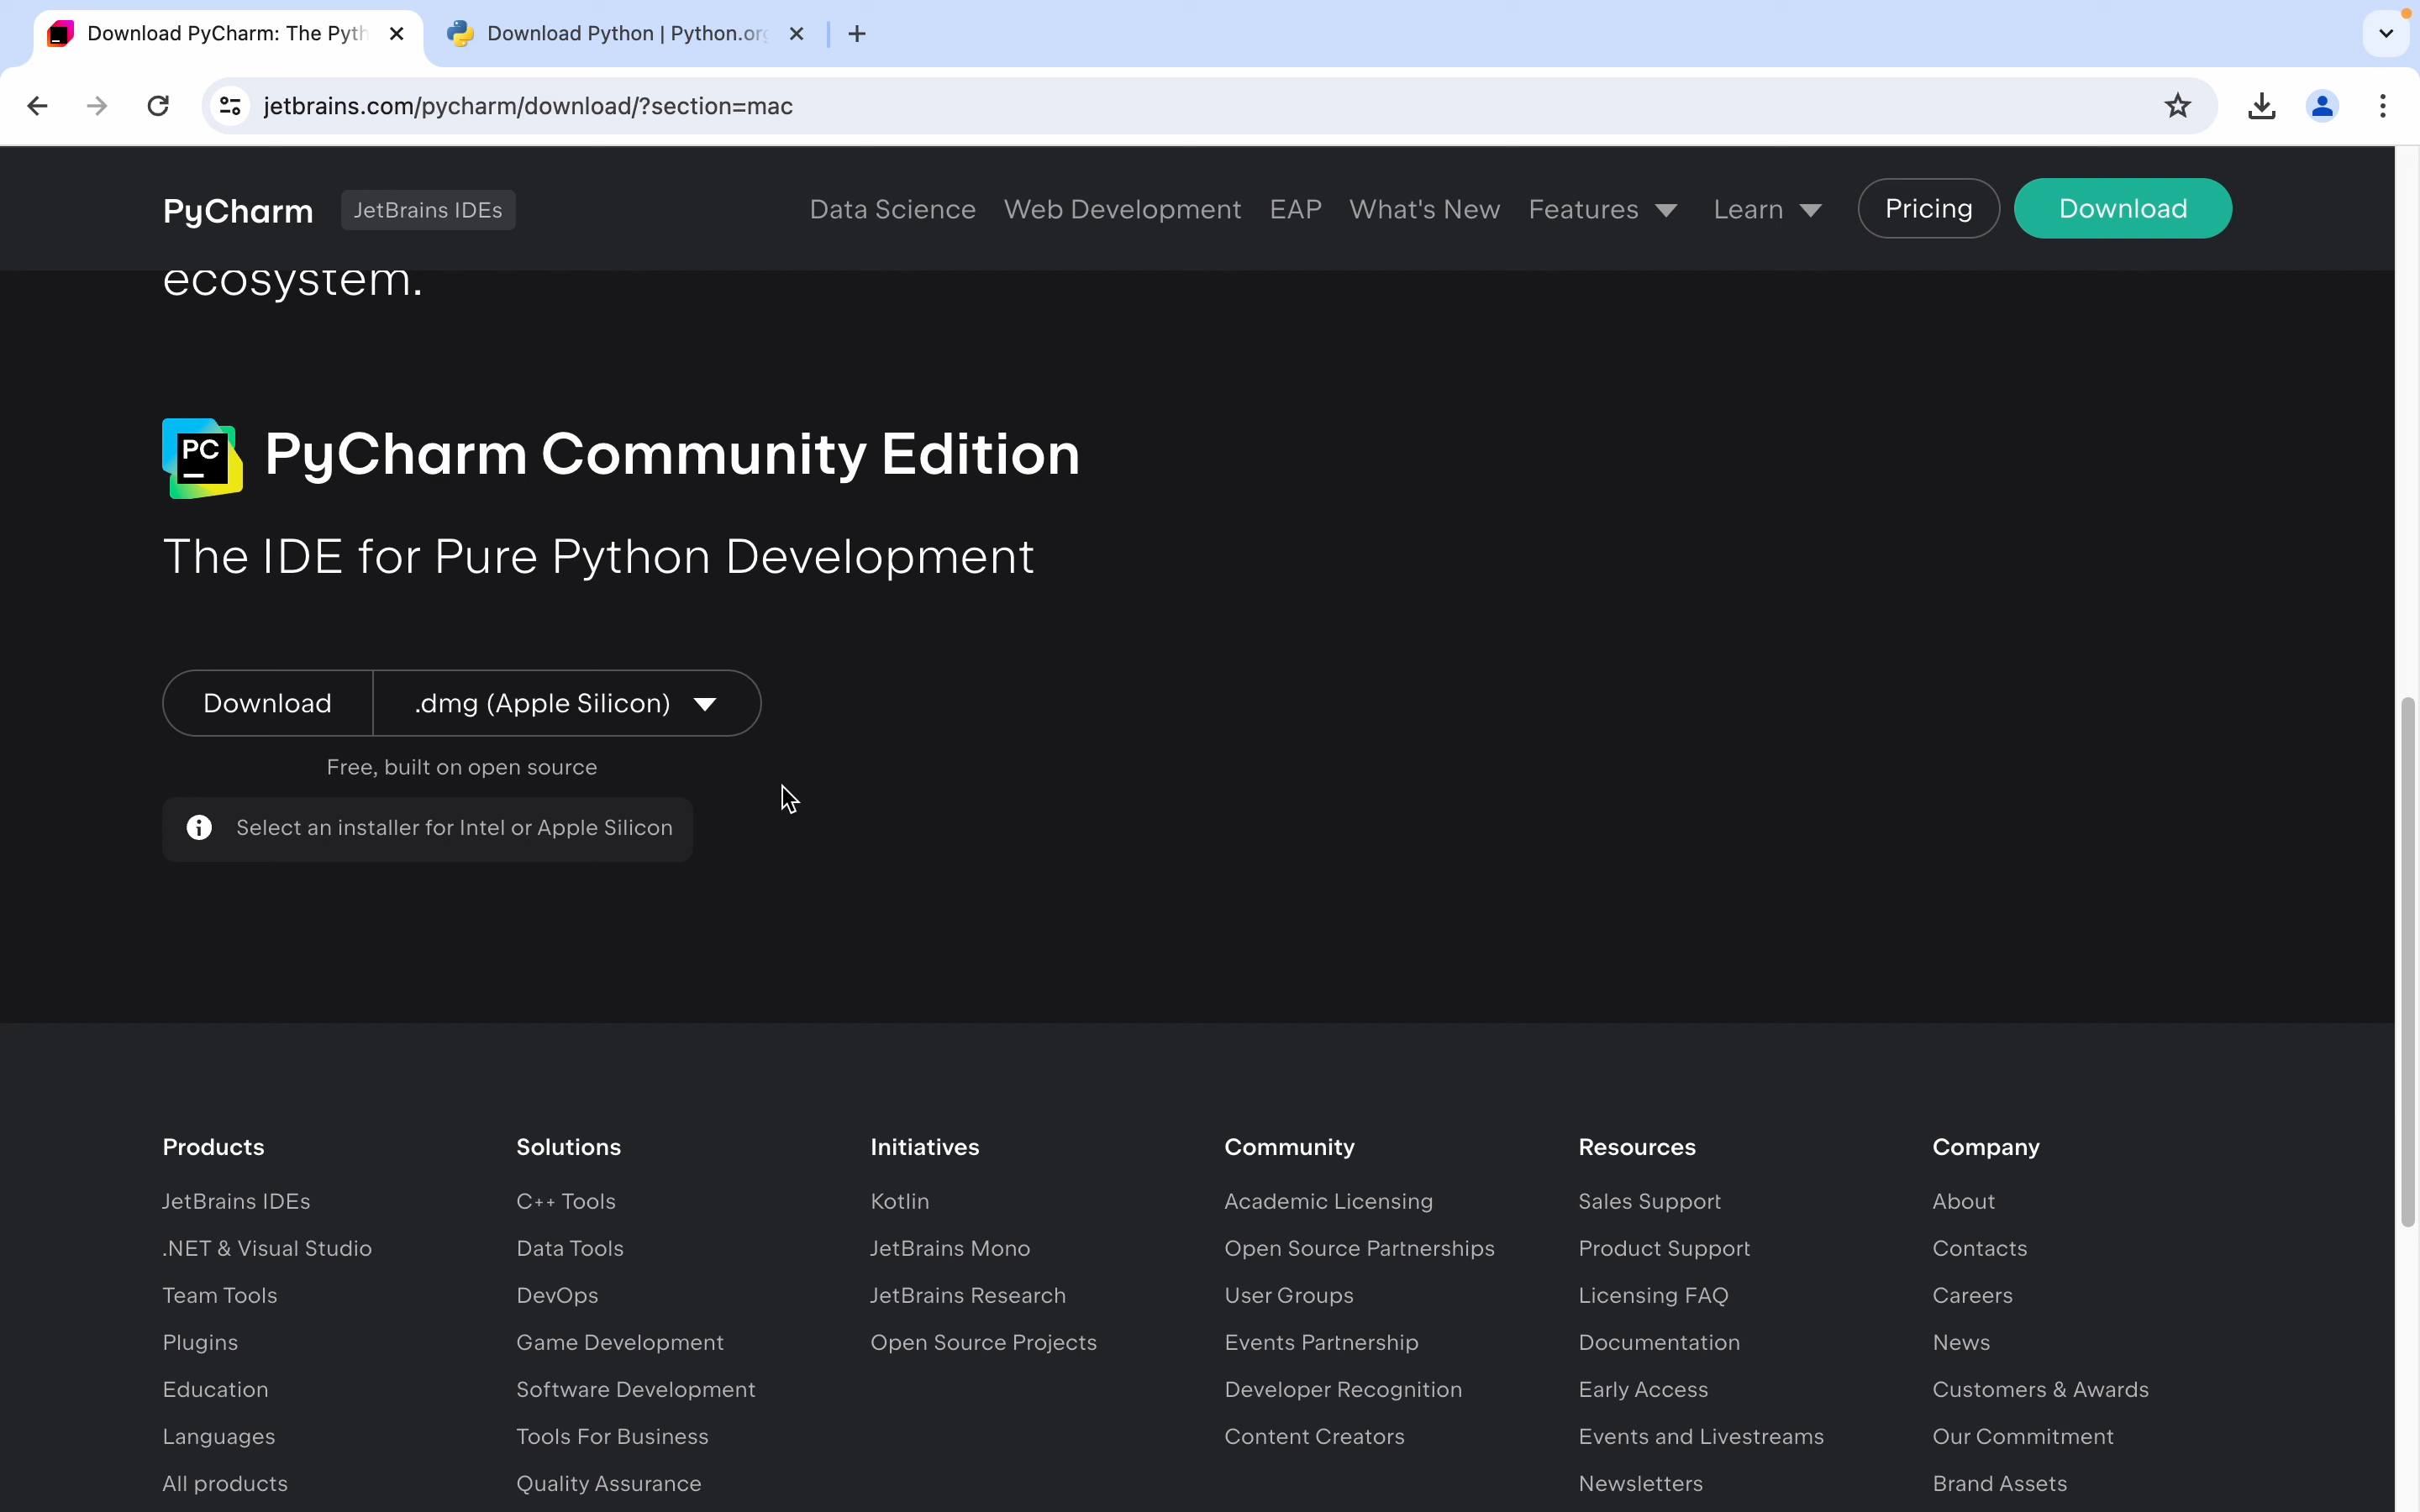 Download PyCharm: The Pyth
Download Python | Python.org
jetbrains.com/pycharm/download/?section=mac
PyCharm JetBrains IDEs Data Science Web Development EAP What's New Features Learn Pricing Download
ecosystem.
PC PyCharm Community Edition
The IDE for Pure Python Development
Download .dmg (Apple Silicon)
Free, built on open source
Select an installer for Intel or Apple Silicon
Products Solutions Initiatives Community Resources Company
JetBrains IDEs C++ Tools Kotlin Academic Licensing Sales Support About
.NET & Visual Studio Data Tools JetBrains Mono Open Source Partnerships Product Support Contacts
Team Tools DevOps JetBrains Research User Groups Licensing FAQ Careers
Plugins Game Development Open Source Projects Events Partnership Documentation News
Education Software Development Developer Recognition Early Access Customers & Awards
Languages Tools For Business Content Creators Events and Livestreams Our Commitment
All products Quality Assurance Newsletters Brand Assets